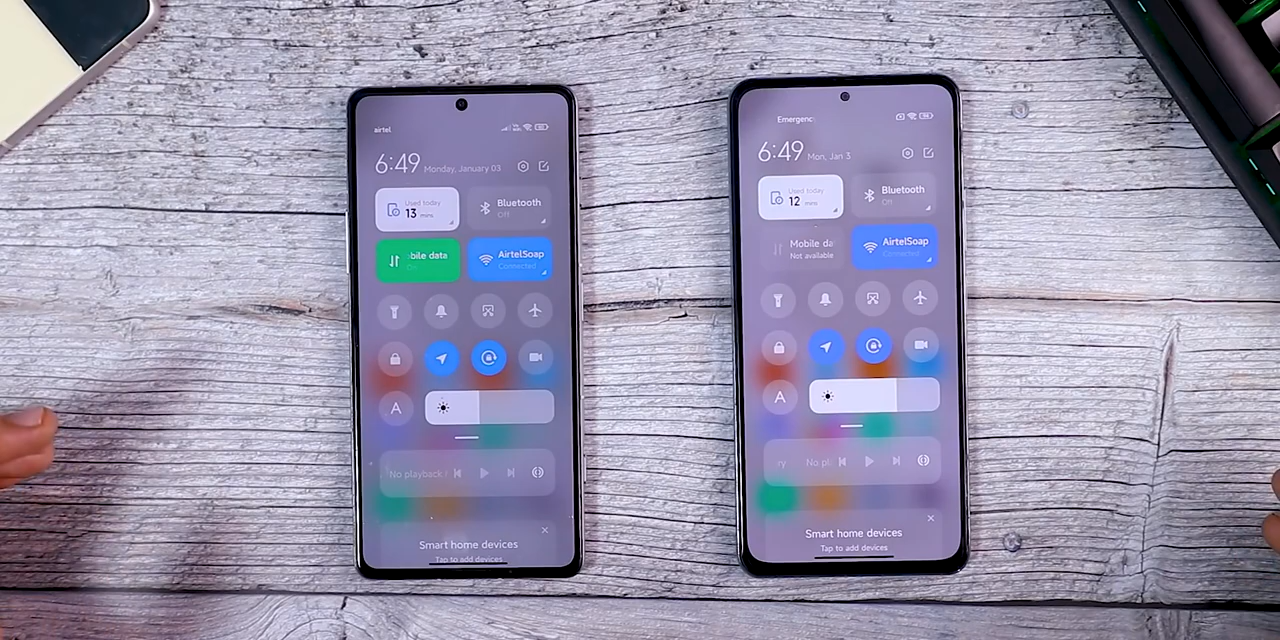 airtel
6:49 Monday, January 03
Used today
13 mins
Bluetooth
Off
bile data
On
AirtelSoap
Connected
A
No playback
Smart home devices
Tap to add devices
Emergenc
6:49 Mon, Jan 3
Used today
12 mins
Bluetooth
Off
Mobile da
Not available
AirtelSoap
Connected
A
ry No pl
Smart home devices
Tap to add devices